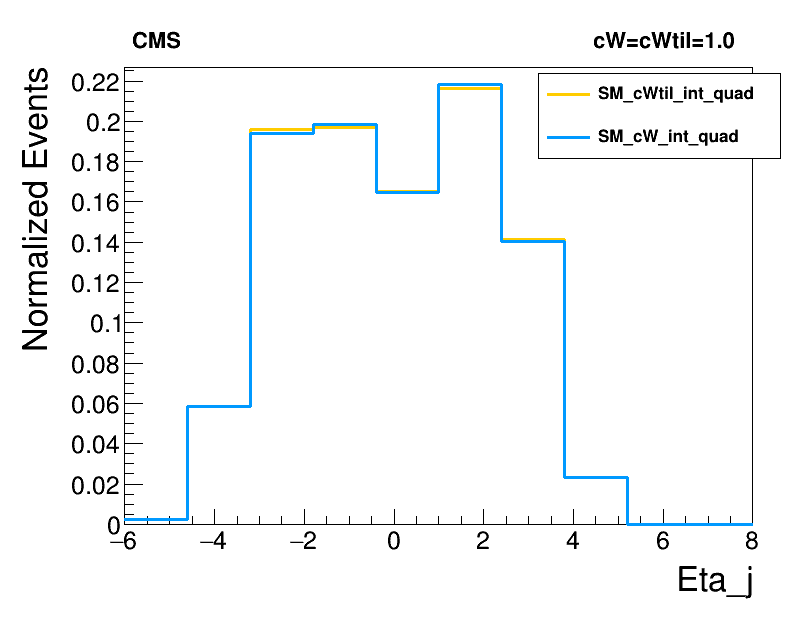 CMS
cW=cWtil=1.0
SM_cWtil_int_quad
SM_cW_int_quad
Normalized Events
0.22
0.2
0.18
0.16
0.14
0.12
0.1
0.08
0.06
0.04
0.02
0
−6 −4 −2 0 2 4 6 8
Eta_j